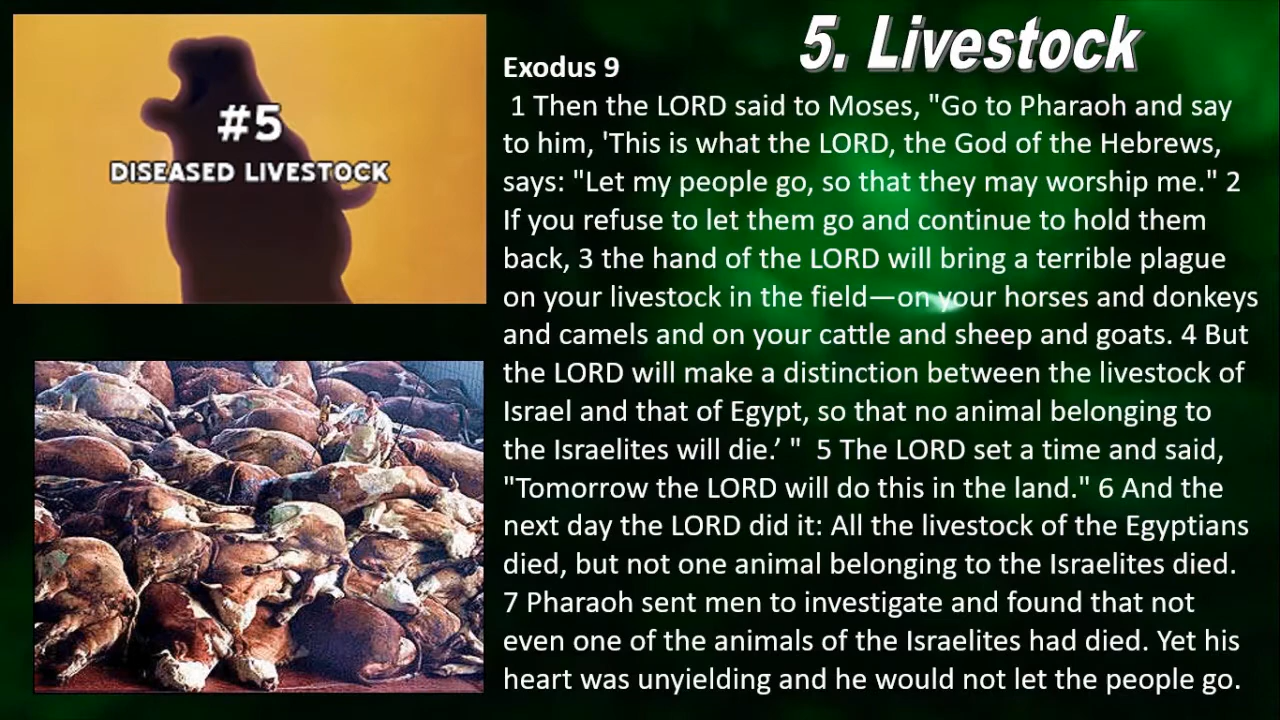 #5
DISEASED LIVESTOCK
5. Livestock
Exodus 9
1 Then the LORD said to Moses, "Go to Pharaoh and say
to him, 'This is what the LORD, the God of the Hebrews,
says: "Let my people go, so that they may worship me." 2
If you refuse to let them go and continue to hold them
back, 3 the hand of the LORD will bring a terrible plague
on your livestock in the field—on your horses and donkeys
and camels and on your cattle and sheep and goats. 4 But
the LORD will make a distinction between the livestock of
Israel and that of Egypt, so that no animal belonging to
the Israelites will die.’ " 5 The LORD set a time and said,
"Tomorrow the LORD will do this in the land." 6 And the
next day the LORD did it: All the livestock of the Egyptians
died, but not one animal belonging to the Israelites died.
7 Pharaoh sent men to investigate and found that not
even one of the animals of the Israelites had died. Yet his
heart was unyielding and he would not let the people go.